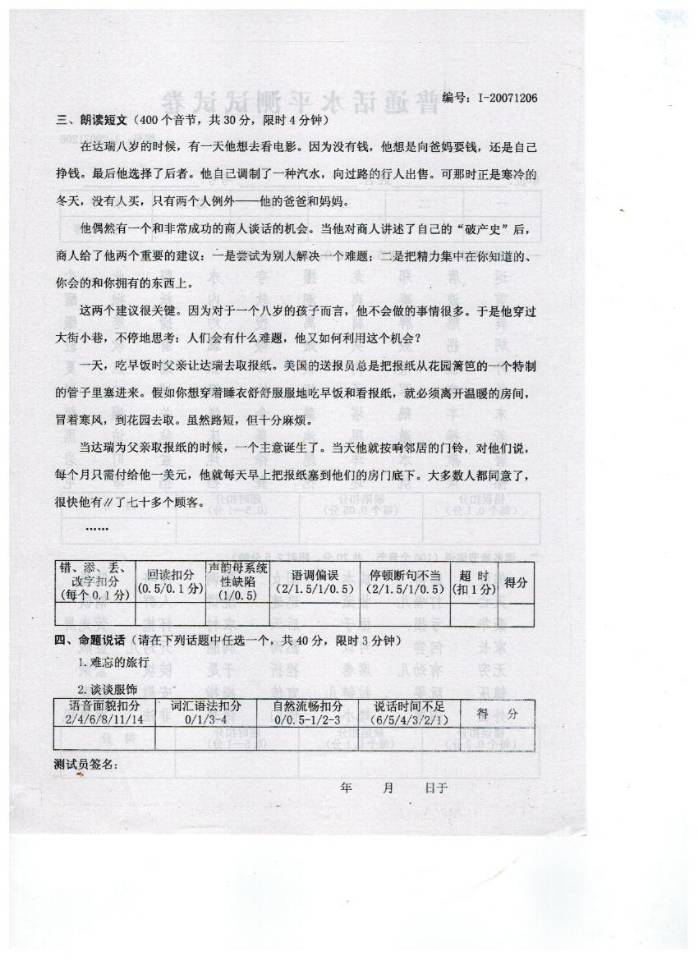 编号：I-20071206
三、朗读短文（400 个音节，共 30 分，限时 4 分钟）
在达瑞八岁的时候，有一天他想去看电影。因为没有钱，他想是向爸妈要钱，还是自己
挣钱。最后他选择了后者。他自己调制了一种汽水，向过路的行人出售。可那时正是寒冷的
冬天，没有人买，只有两个人例外——他的爸爸和妈妈。
他偶然有一个和非常成功的商人谈话的机会。当他对商人讲述了自己的“破产史”后，
商人给了他两个重要的建议：一是尝试为别人解决一个难题；二是把精力集中在你知道的、
你会的和你拥有的东西上。
这两个建议很关键。因为对于一个八岁的孩子而言，他不会做的事情很多。于是他穿过
大街小巷，不停地思考：人们会有什么难题，他又如何利用这个机会？
一天，吃早饭时父亲让达瑞去取报纸。美国的送报员总是把报纸从花园篱笆的一个特制
的管子里塞进来。假如你想穿着睡衣舒舒服服地吃早饭和看报纸，就必须离开温暖的房间，
冒着寒风，到花园去取。虽然路短，但十分麻烦。
当达瑞为父亲取报纸的时候，一个主意诞生了。当天他就按响邻居的门铃，对他们说，
每个月只需付给他一美元，他就每天早上把报纸塞到他们的房门底下。大多数人都同意了，
很快他有∥了七十多个顾客。
……
错、添、丢、改字扣分（每个 0.1 分） 回读扣分（0.5/0.1 分） 声韵母系统性缺陷（1/0.5） 语调偏误（2/1.5/1/0.5） 停顿断句不当（2/1.5/1/0.5） 超 时（扣 1 分） 得分
四、命题说话（请在下列话题中任选一个，共 40 分，限时 3 分钟）
1.难忘的旅行
2.谈谈服饰
语音面貌扣分 2/4/6/8/11/14 词汇语法扣分 0/1/3-4 自然流畅扣分 0/0.5-1/2-3 说话时间不足（6/5/4/3/2/1） 得 分
测试员签名：
年 月 日于